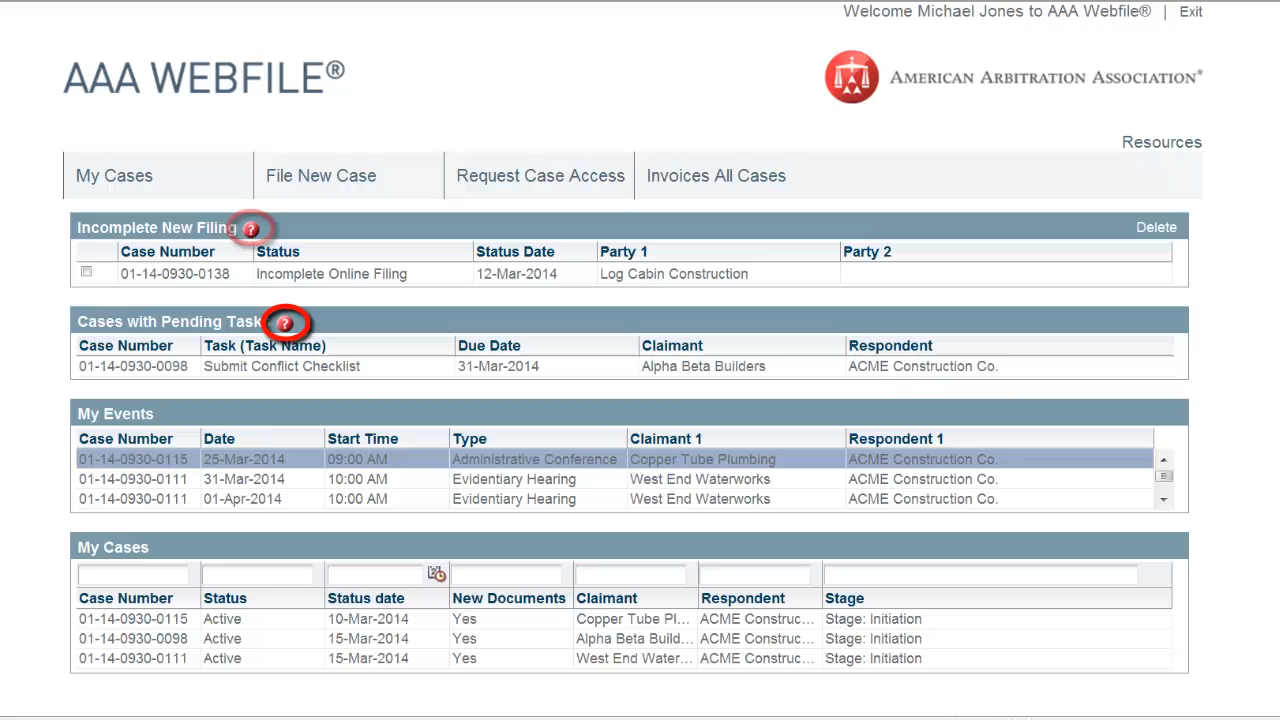 Welcome Michael Jones to AAA Webfile® | Exit
AAA WEBFILE®
AMERICAN ARBITRATION ASSOCIATION®
Resources
My Cases File New Case Request Case Access Invoices All Cases
Incomplete New Filing ? Delete
Case Number Status Status Date Party 1 Party 2
01-14-0930-0138 Incomplete Online Filing 12-Mar-2014 Log Cabin Construction
Cases with Pending Task ?
Case Number Task (Task Name) Due Date Claimant Respondent
01-14-0930-0098 Submit Conflict Checklist 31-Mar-2014 Alpha Beta Builders ACME Construction Co.
My Events
Case Number Date Start Time Type Claimant 1 Respondent 1
01-14-0930-0115 25-Mar-2014 09:00 AM Administrative Conference Copper Tube Plumbing ACME Construction Co.
01-14-0930-0111 31-Mar-2014 10:00 AM Evidentiary Hearing West End Waterworks ACME Construction Co.
01-14-0930-0111 01-Apr-2014 10:00 AM Evidentiary Hearing West End Waterworks ACME Construction Co.
My Cases
Case Number Status Status date New Documents Claimant Respondent Stage
01-14-0930-0115 Active 10-Mar-2014 Yes Copper Tube Pl... ACME Construc... Stage: Initiation
01-14-0930-0098 Active 15-Mar-2014 Yes Alpha Beta Build... ACME Construc... Stage: Initiation
01-14-0930-0111 Active 15-Mar-2014 Yes West End Water... ACME Construc... Stage: Initiation